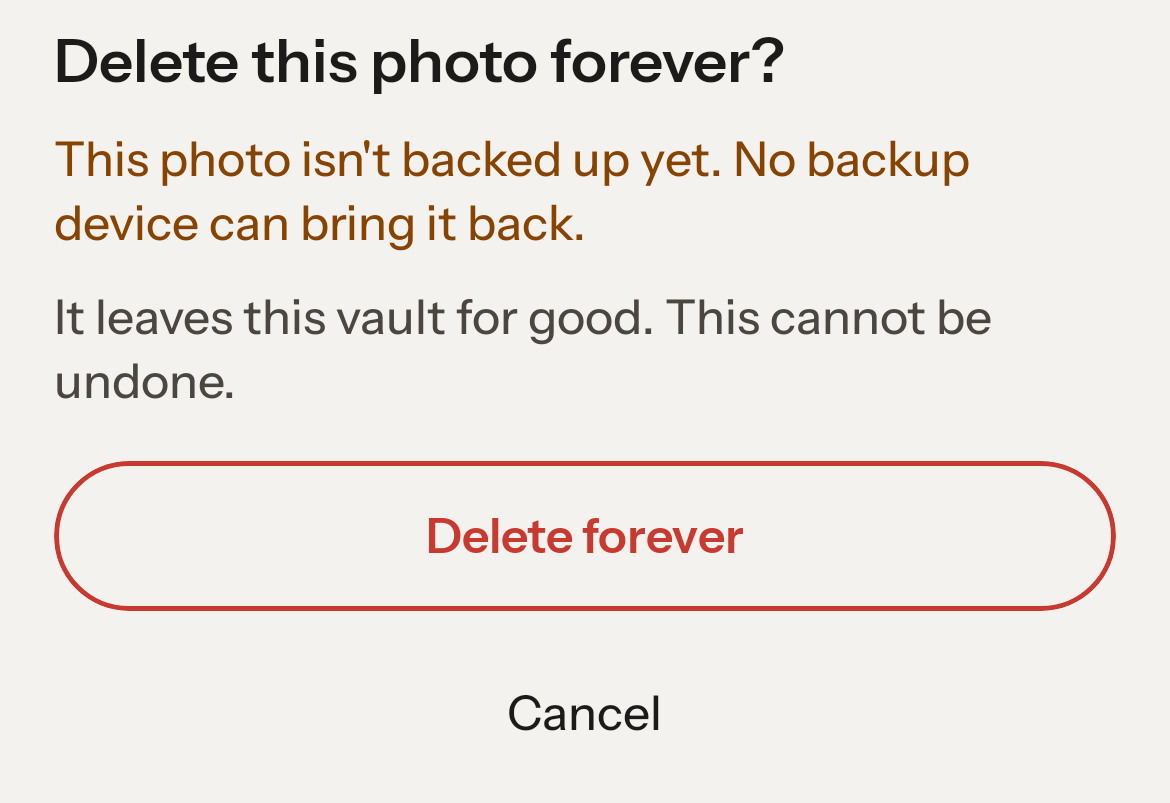 Delete this photo forever?
This photo isn't backed up yet. No backup
device can bring it back.
It leaves this vault for good. This cannot be
undone.
Delete forever
Cancel